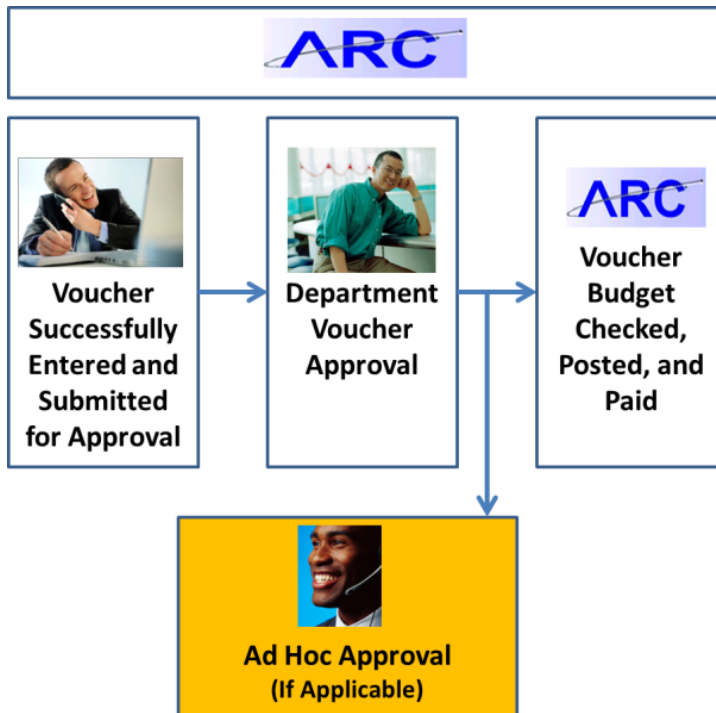 ARC
Voucher
Successfully
Entered and
Submitted
for Approval
Department
Voucher
Approval
ARC
Voucher
Budget
Checked,
Posted, and
Paid
Ad Hoc Approval
(If Applicable)